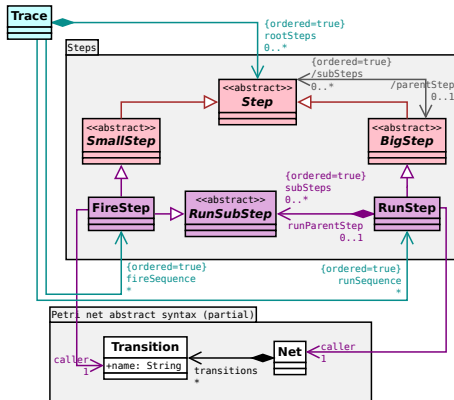 Trace
{ordered=true}
rootSteps
0..*
Steps
{ordered=true}
/subSteps
0..*
/parentStep
0..1
<<abstract>>
Step
<<abstract>>
SmallStep
<<abstract>>
BigStep
{ordered=true}
subSteps
0..*
FireStep
<<abstract>>
RunSubStep
RunStep
runParentStep
0..1
{ordered=true}
fireSequence
*
{ordered=true}
runSequence
*
Petri net abstract syntax (partial)
Transition
+name: String
Net
caller
1
caller
1
transitions
*